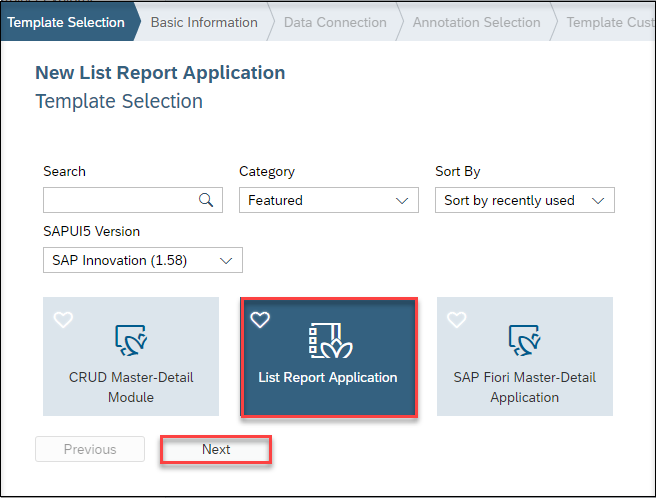 Template Selection
Basic Information
Data Connection
Annotation Selection
Template Cust
New List Report Application
Template Selection
Search
Category
Sort By
Featured
Sort by recently used
SAPUI5 Version
SAP Innovation (1.58)
CRUD Master-Detail
Module
List Report Application
SAP Fiori Master-Detail
Application
Previous
Next